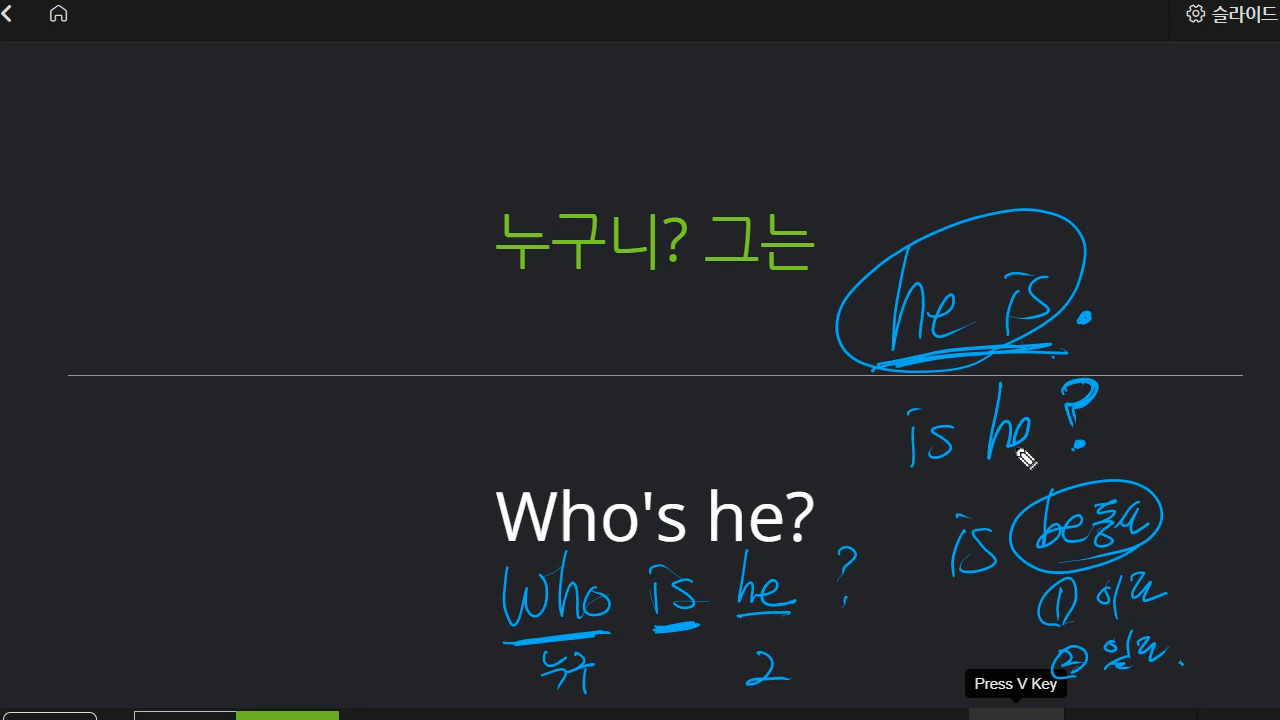 슬라이드
누구니? 그는
he is.
is he?
Who's he?
is be동사
Who is he?
① 이다
② 있다.
누구
그
Press V Key